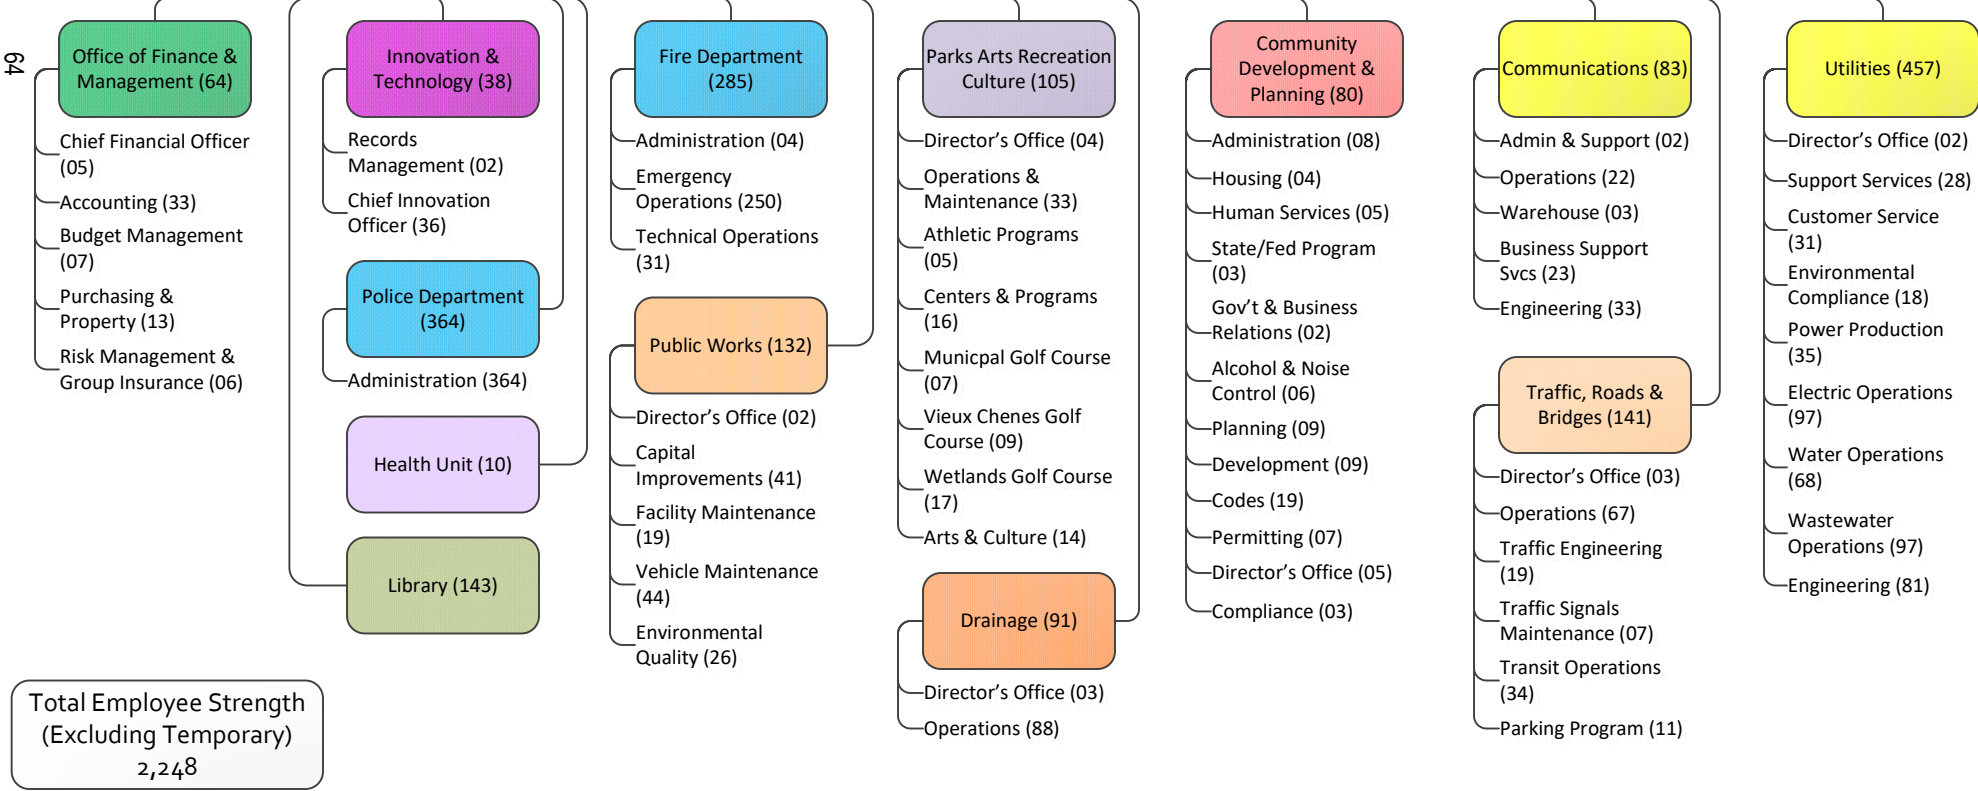 64
Office of Finance &
Management (64)
Chief Financial Officer
(05)
Accounting (33)
Budget Management
(07)
Purchasing &
Property (13)
Risk Management &
Group Insurance (06)
Innovation &
Technology (38)
Records
Management (02)
Chief Innovation
Officer (36)
Police Department
(364)
Administration (364)
Health Unit (10)
Library (143)
Fire Department
(285)
Administration (04)
Emergency
Operations (250)
Technical Operations
(31)
Public Works (132)
Director’s Office (02)
Capital
Improvements (41)
Facility Maintenance
(19)
Vehicle Maintenance
(44)
Environmental
Quality (26)
Parks Arts Recreation
Culture (105)
Director’s Office (04)
Operations &
Maintenance (33)
Athletic Programs
(05)
Centers & Programs
(16)
Municpal Golf Course
(07)
Vieux Chenes Golf
Course (09)
Wetlands Golf Course
(17)
Arts & Culture (14)
Drainage (91)
Director’s Office (03)
Operations (88)
Community
Development &
Planning (80)
Administration (08)
Housing (04)
Human Services (05)
State/Fed Program
(03)
Gov’t & Business
Relations (02)
Alcohol & Noise
Control (06)
Planning (09)
Development (09)
Codes (19)
Permitting (07)
Director’s Office (05)
Compliance (03)
Communications (83)
Admin & Support (02)
Operations (22)
Warehouse (03)
Business Support
Svcs (23)
Engineering (33)
Traffic, Roads &
Bridges (141)
Director’s Office (03)
Operations (67)
Traffic Engineering
(19)
Traffic Signals
Maintenance (07)
Transit Operations
(34)
Parking Program (11)
Utilities (457)
Director’s Office (02)
Support Services (28)
Customer Service
(31)
Environmental
Compliance (18)
Power Production
(35)
Electric Operations
(97)
Water Operations
(68)
Wastewater
Operations (97)
Engineering (81)
Total Employee Strength
(Excluding Temporary)
2,248